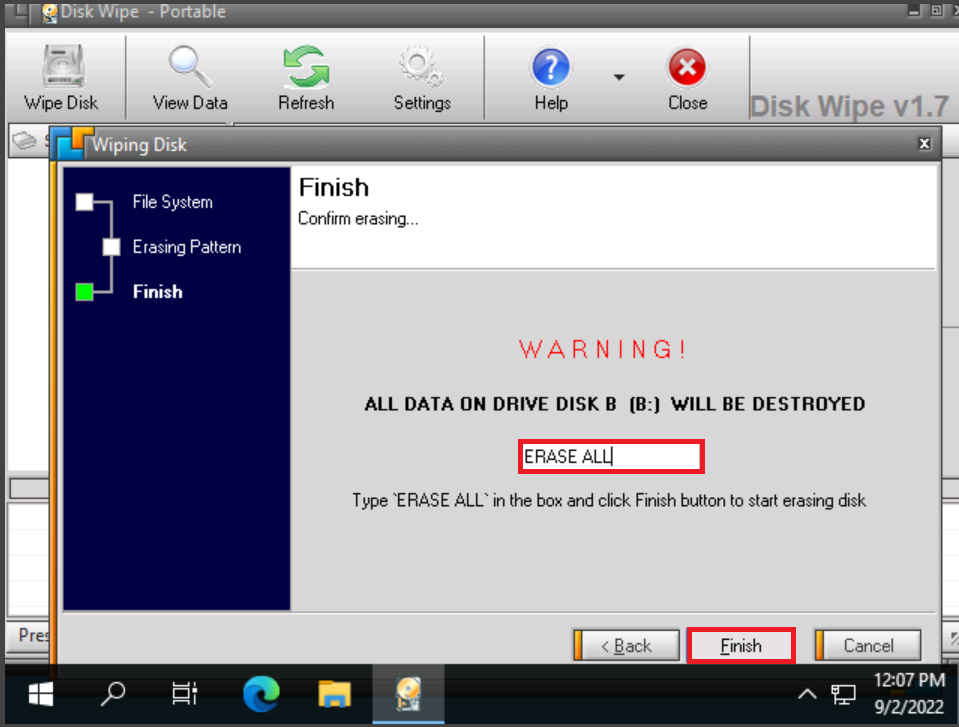 Disk Wipe - Portable
Wipe Disk View Data Refresh Settings Help Close
Disk Wipe v1.7
Wiping Disk
File System
Erasing Pattern
Finish
Finish
Confirm erasing...
WARNING!
ALL DATA ON DRIVE DISK B (B:) WILL BE DESTROYED
ERASE ALL
Type `ERASE ALL` in the box and click Finish button to start erasing disk
< Back Finish Cancel
Pres
12:07 PM
9/2/2022